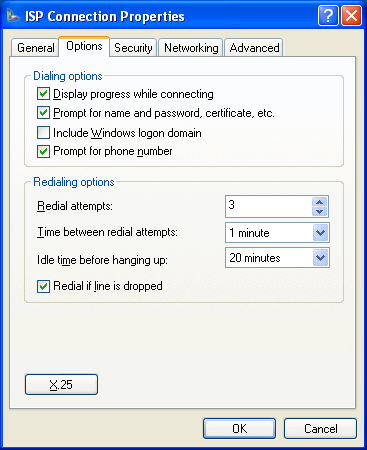 ISP Connection Properties
General Options Security Networking Advanced
Dialing options
Display progress while connecting
Prompt for name and password, certificate, etc.
Include Windows logon domain
Prompt for phone number
Redialing options
Redial attempts: 3
Time between redial attempts: 1 minute
Idle time before hanging up: 20 minutes
Redial if line is dropped
X.25
OK Cancel